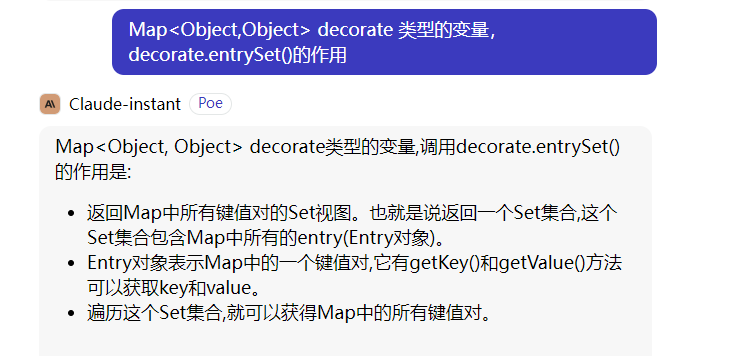 Map<Object,Object> decorate 类型的变量，
decorate.entrySet()的作用
AI Claude-instant Poe
Map<Object, Object> decorate类型的变量,调用decorate.entrySet()
的作用是:
• 返回Map中所有键值对的Set视图。也就是说返回一个Set集合,这个
Set集合包含Map中所有的entry(Entry对象)。
• Entry对象表示Map中的一个键值对,它有getKey()和getValue()方法
可以获取key和value。
• 遍历这个Set集合,就可以获得Map中的所有键值对。